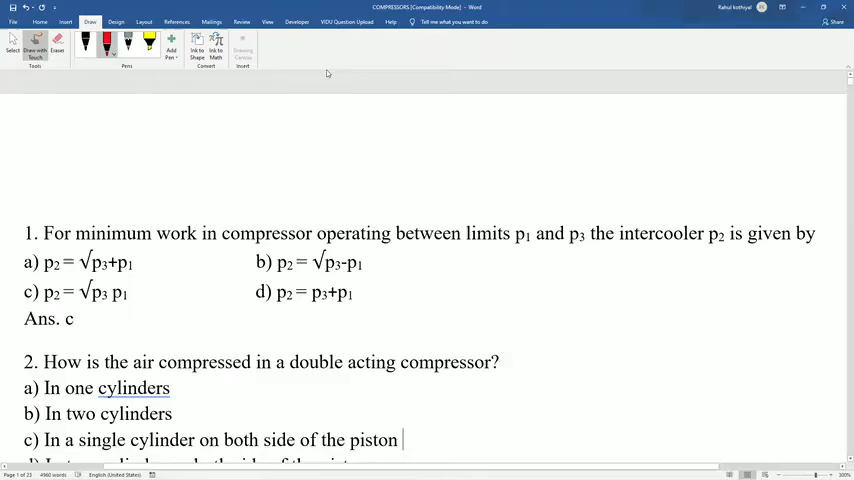 COMPRESSORS [Compatibility Mode] - Word
Rahul kothiyal
File Home Insert Draw Design Layout References Mailings Review View Developer VIDU Question Upload Help Tell me what you want to do Share
Select Draw with Touch Eraser Add Pen Ink to Shape Ink to Math Drawing Canvas
Tools Pens Convert Insert
1. For minimum work in compressor operating between limits p₁ and p₃ the intercooler p₂ is given by
a) p₂ = √p₃+p₁ b) p₂ = √p₃-p₁
c) p₂ = √p₃ p₁ d) p₂ = p₃+p₁
Ans. c
2. How is the air compressed in a double acting compressor?
a) In one cylinders
b) In two cylinders
c) In a single cylinder on both side of the piston
Page 1 of 23 4960 words English (United States) 300%